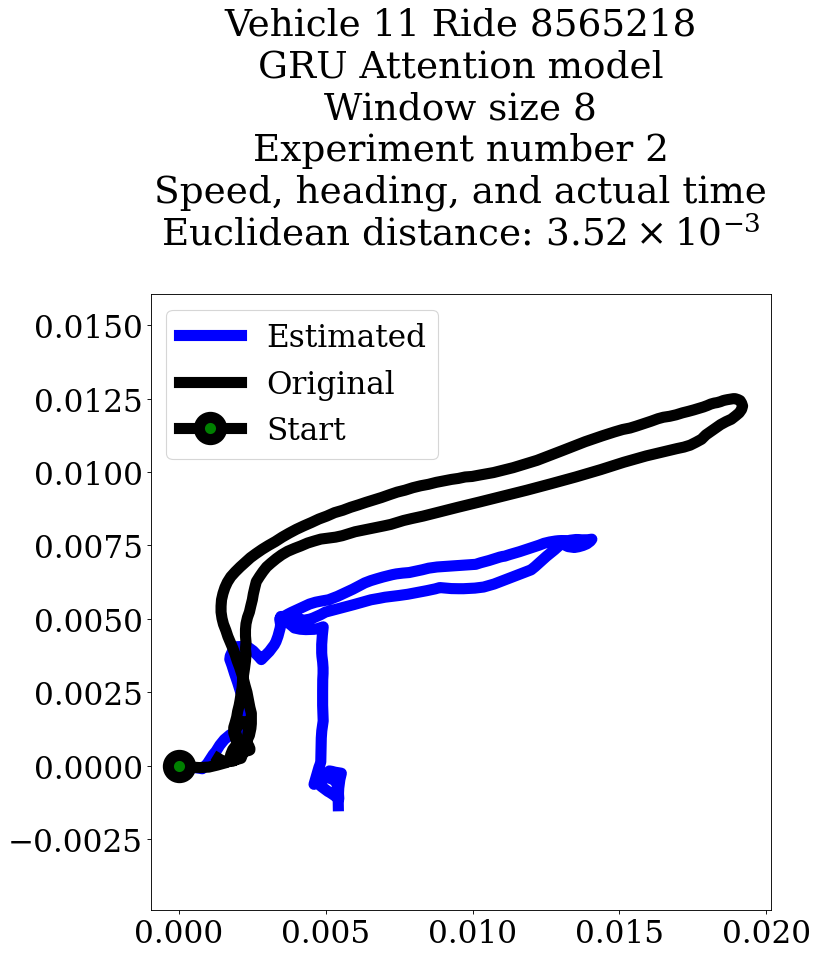 Vehicle 11 Ride 8565218
GRU Attention model
Window size 8
Experiment number 2
Speed, heading, and actual time
Euclidean distance: 3.52 × 10⁻³
Estimated
Original
Start
0.0150
0.0125
0.0100
0.0075
0.0050
0.0025
0.0000
−0.0025
0.000 0.005 0.010 0.015 0.020